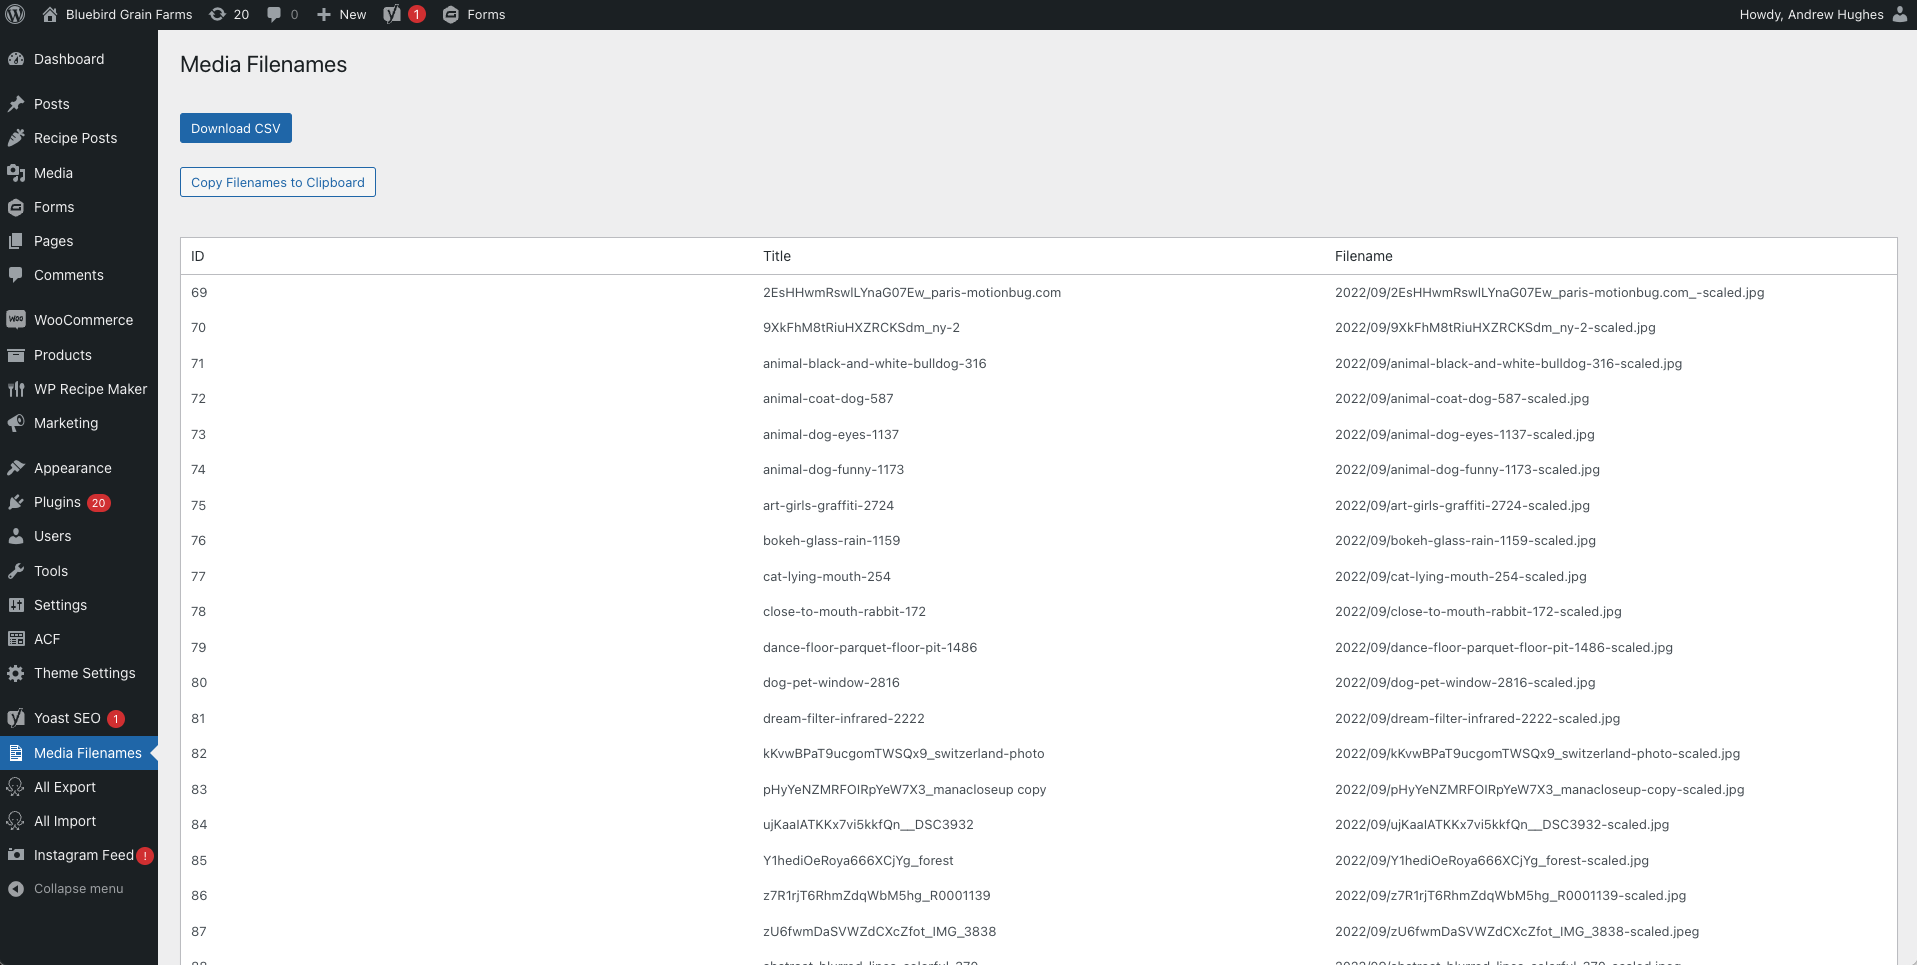 Bluebird Grain Farms 20 0 New 1 Forms Howdy, Andrew Hughes
Dashboard
Posts
Recipe Posts
Media
Forms
Pages
Comments
WooCommerce
Products
WP Recipe Maker
Marketing
Appearance
Plugins 20
Users
Tools
Settings
ACF
Theme Settings
Yoast SEO 1
Media Filenames
All Export
All Import
Instagram Feed !
Collapse menu
Media Filenames
Download CSV
Copy Filenames to Clipboard
ID Title Filename
69 2EsHHwmRswlLYnaG07Ew_paris-motionbug.com 2022/09/2EsHHwmRswlLYnaG07Ew_paris-motionbug.com_-scaled.jpg
70 9XkFhM8tRiuHXZRCKSdm_ny-2 2022/09/9XkFhM8tRiuHXZRCKSdm_ny-2-scaled.jpg
71 animal-black-and-white-bulldog-316 2022/09/animal-black-and-white-bulldog-316-scaled.jpg
72 animal-coat-dog-587 2022/09/animal-coat-dog-587-scaled.jpg
73 animal-dog-eyes-1137 2022/09/animal-dog-eyes-1137-scaled.jpg
74 animal-dog-funny-1173 2022/09/animal-dog-funny-1173-scaled.jpg
75 art-girls-graffiti-2724 2022/09/art-girls-graffiti-2724-scaled.jpg
76 bokeh-glass-rain-1159 2022/09/bokeh-glass-rain-1159-scaled.jpg
77 cat-lying-mouth-254 2022/09/cat-lying-mouth-254-scaled.jpg
78 close-to-mouth-rabbit-172 2022/09/close-to-mouth-rabbit-172-scaled.jpg
79 dance-floor-parquet-floor-pit-1486 2022/09/dance-floor-parquet-floor-pit-1486-scaled.jpg
80 dog-pet-window-2816 2022/09/dog-pet-window-2816-scaled.jpg
81 dream-filter-infrared-2222 2022/09/dream-filter-infrared-2222-scaled.jpg
82 kKvwBPaT9ucgomTWSQx9_switzerland-photo 2022/09/kKvwBPaT9ucgomTWSQx9_switzerland-photo-scaled.jpg
83 pHyYeNZMRFOIRpYeW7X3_manacloseup copy 2022/09/pHyYeNZMRFOIRpYeW7X3_manacloseup-copy-scaled.jpg
84 ujKaaIATKKx7vi5kkfQn__DSC3932 2022/09/ujKaaIATKKx7vi5kkfQn__DSC3932-scaled.jpg
85 Y1hediOeRoya666XCjYg_forest 2022/09/Y1hediOeRoya666XCjYg_forest-scaled.jpg
86 z7R1rjT6RhmZdqWbM5hg_R0001139 2022/09/z7R1rjT6RhmZdqWbM5hg_R0001139-scaled.jpg
87 zU6fwmDaSVWZdCXcZfot_IMG_3838 2022/09/zU6fwmDaSVWZdCXcZfot_IMG_3838-scaled.jpeg